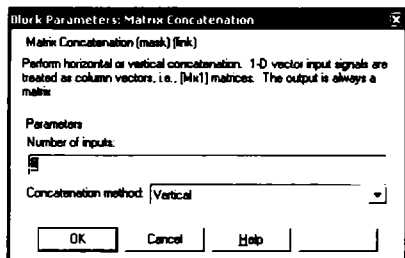 Block Parameters: Matrix Concatenation
Matrix Concatenation (mask) (link)
Perform horizontal or vertical concatenation. 1-D vector input signals are
treated as column vectors, i.e., [Mx1] matrices. The output is always a
matrix
Parameters
Number of inputs:
Concatenation method: Vertical
OK Cancel Help